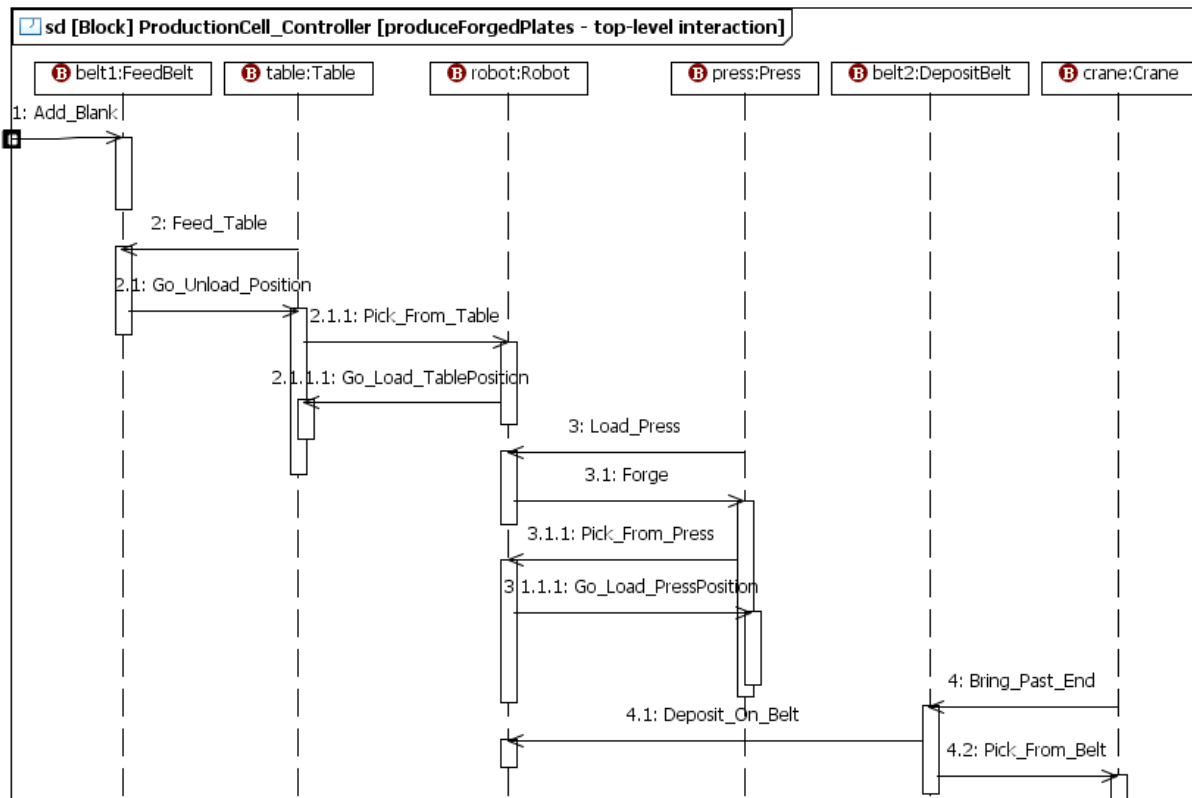 sd [Block] ProductionCell_Controller [produceForgedPlates - top-level interaction]
B belt1:FeedBelt B table:Table B robot:Robot B press:Press B belt2:DepositBelt B crane:Crane
1: Add_Blank
2: Feed_Table
2.1: Go_Unload_Position
2.1.1: Pick_From_Table
2.1.1.1: Go_Load_TablePosition
3: Load_Press
3.1: Forge
3.1.1: Pick_From_Press
3.1.1.1: Go_Load_PressPosition
4: Bring_Past_End
4.1: Deposit_On_Belt
4.2: Pick_From_Belt